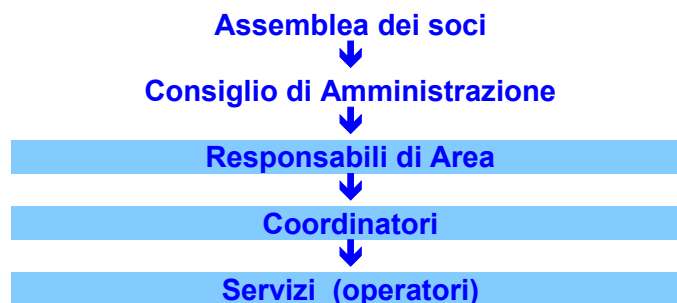 Assemblea dei soci
Consiglio di Amministrazione
Responsabili di Area
Coordinatori
Servizi (operatori)